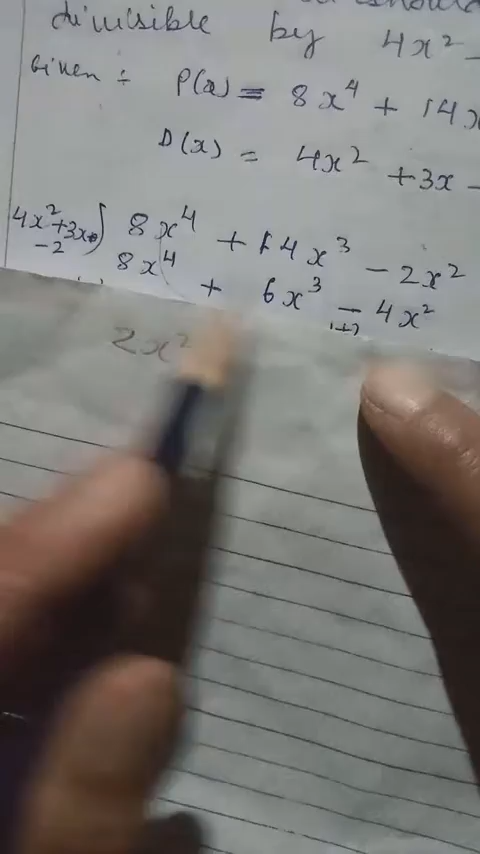 divisible by 4x² -
Given : P(x) = 8x⁴ + 14x
D(x) = 4x² + 3x -
4x²+3x-2) 8x⁴ + 14x³ - 2x²
8x⁴ + 6x³ - 4x²
(+)
2x²